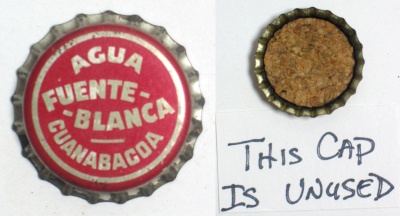 AGUA
FUENTE-
-BLANCA
GUANABACOA
THIS CAP
IS UNUSED